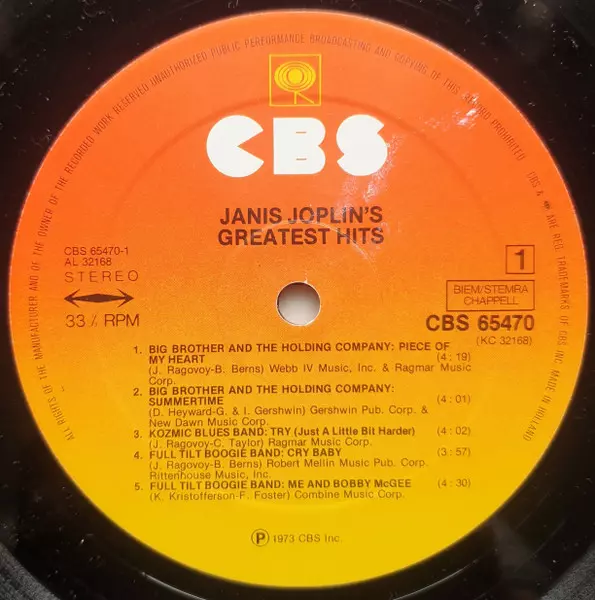 ALL RIGHTS OF THE MANUFACTURER AND OF THE OWNER OF THE RECORDED WORK RESERVED UNAUTHORIZED PUBLIC PERFORMANCE BROADCASTING AND COPYING OF THIS RECORD PROHIBITED
CBS & ARE REG. TRADEMARKS OF CBS INC. MADE IN HOLLAND
CBS
JANIS JOPLIN'S
GREATEST HITS
CBS 65470-1
AL 32168
STEREO
33⅓ RPM
1
BIEM/STEMRA
CHAPPELL
CBS 65470
(KC 32168)
1. BIG BROTHER AND THE HOLDING COMPANY: PIECE OF
MY HEART (4:19)
(J. Ragovoy-B. Berns) Webb IV Music, Inc. & Ragmar Music
Corp.
2. BIG BROTHER AND THE HOLDING COMPANY:
SUMMERTIME (4:01)
(D. Heyward-G. & I. Gershwin) Gershwin Pub. Corp. &
New Dawn Music Corp.
3. KOZMIC BLUES BAND: TRY (Just A Little Bit Harder) (4:02)
(J. Ragovoy-C. Taylor) Ragmar Music Corp.
4. FULL TILT BOOGIE BAND: CRY BABY (3:57)
(J. Ragovoy-B. Berns) Robert Mellin Music Pub. Corp.
Rittenhouse Music, Inc.
5. FULL TILT BOOGIE BAND: ME AND BOBBY McGEE (4:30)
(K. Kristofferson-F. Foster) Combine Music Corp.
Ⓟ 1973 CBS Inc.